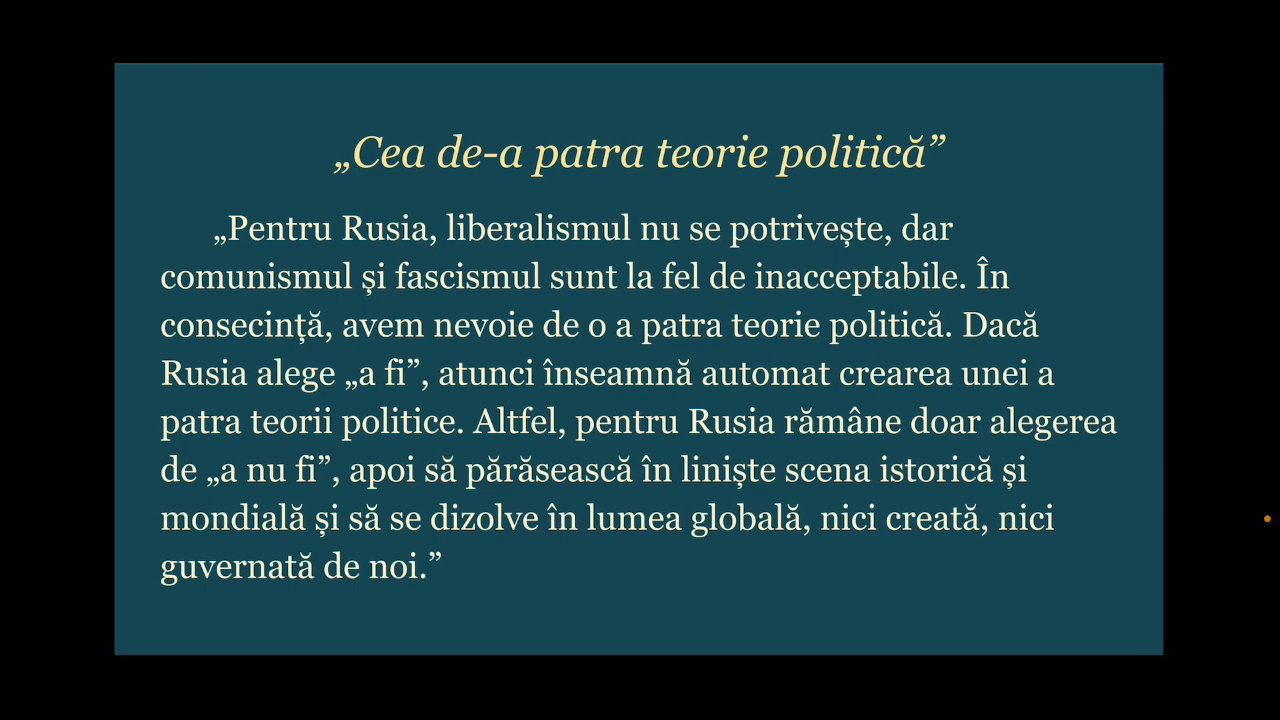 „Cea de-a patra teorie politică”
„Pentru Rusia, liberalismul nu se potrivește, dar
comunismul și fascismul sunt la fel de inacceptabile. În
consecință, avem nevoie de o a patra teorie politică. Dacă
Rusia alege „a fi”, atunci înseamnă automat crearea unei a
patra teorii politice. Altfel, pentru Rusia rămâne doar alegerea
de „a nu fi”, apoi să părăsească în liniște scena istorică și
mondială și să se dizolve în lumea globală, nici creată, nici
guvernată de noi.”